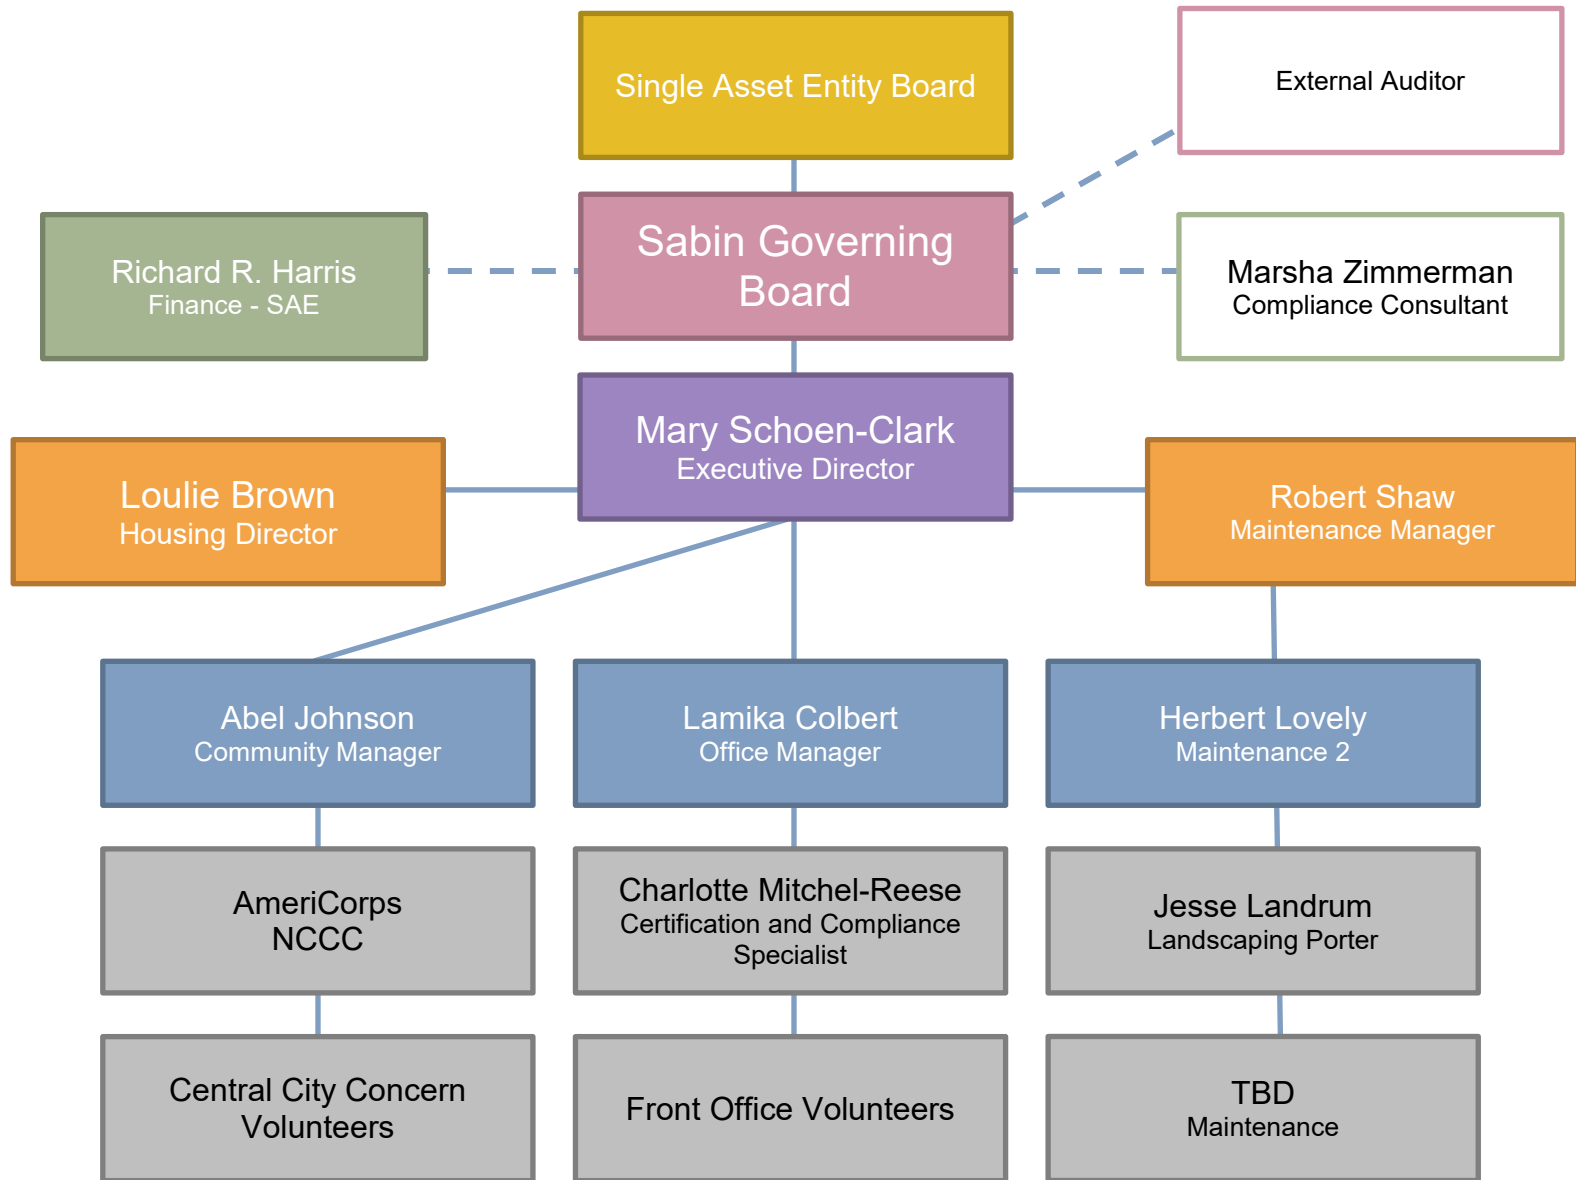 Single Asset Entity Board
External Auditor
Richard R. Harris
Finance - SAE
Sabin Governing
Board
Marsha Zimmerman
Compliance Consultant
Mary Schoen-Clark
Executive Director
Loulie Brown
Housing Director
Robert Shaw
Maintenance Manager
Abel Johnson
Community Manager
Lamika Colbert
Office Manager
Herbert Lovely
Maintenance 2
AmeriCorps
NCCC
Charlotte Mitchel-Reese
Certification and Compliance
Specialist
Jesse Landrum
Landscaping Porter
Central City Concern
Volunteers
Front Office Volunteers
TBD
Maintenance